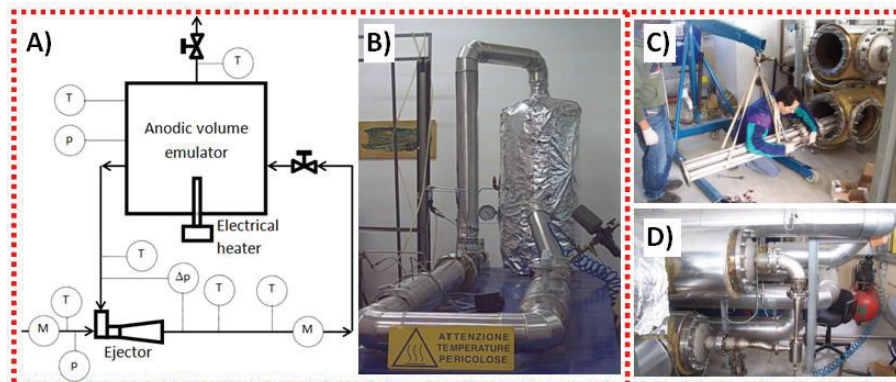 A)
T
T
p
Anodic volume
emulator
Electrical
heater
T
Δp
T
T
T
M
M
p
Ejector
B)
ATTENZIONE
TEMPERATURE
PERICOLOSE
C)
D)